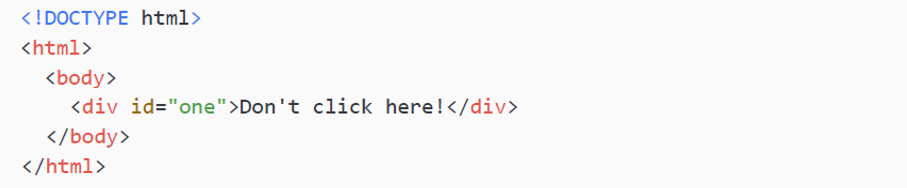 <!DOCTYPE html>
<html>
<body>
<div id="one">Don't click here!</div>
</body>
</html>